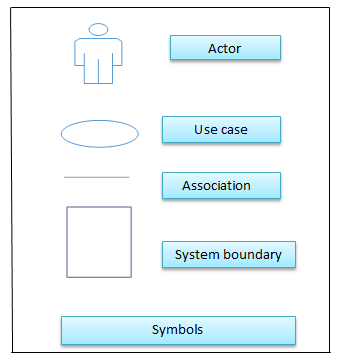 Actor
Use case
Association
System boundary
Symbols